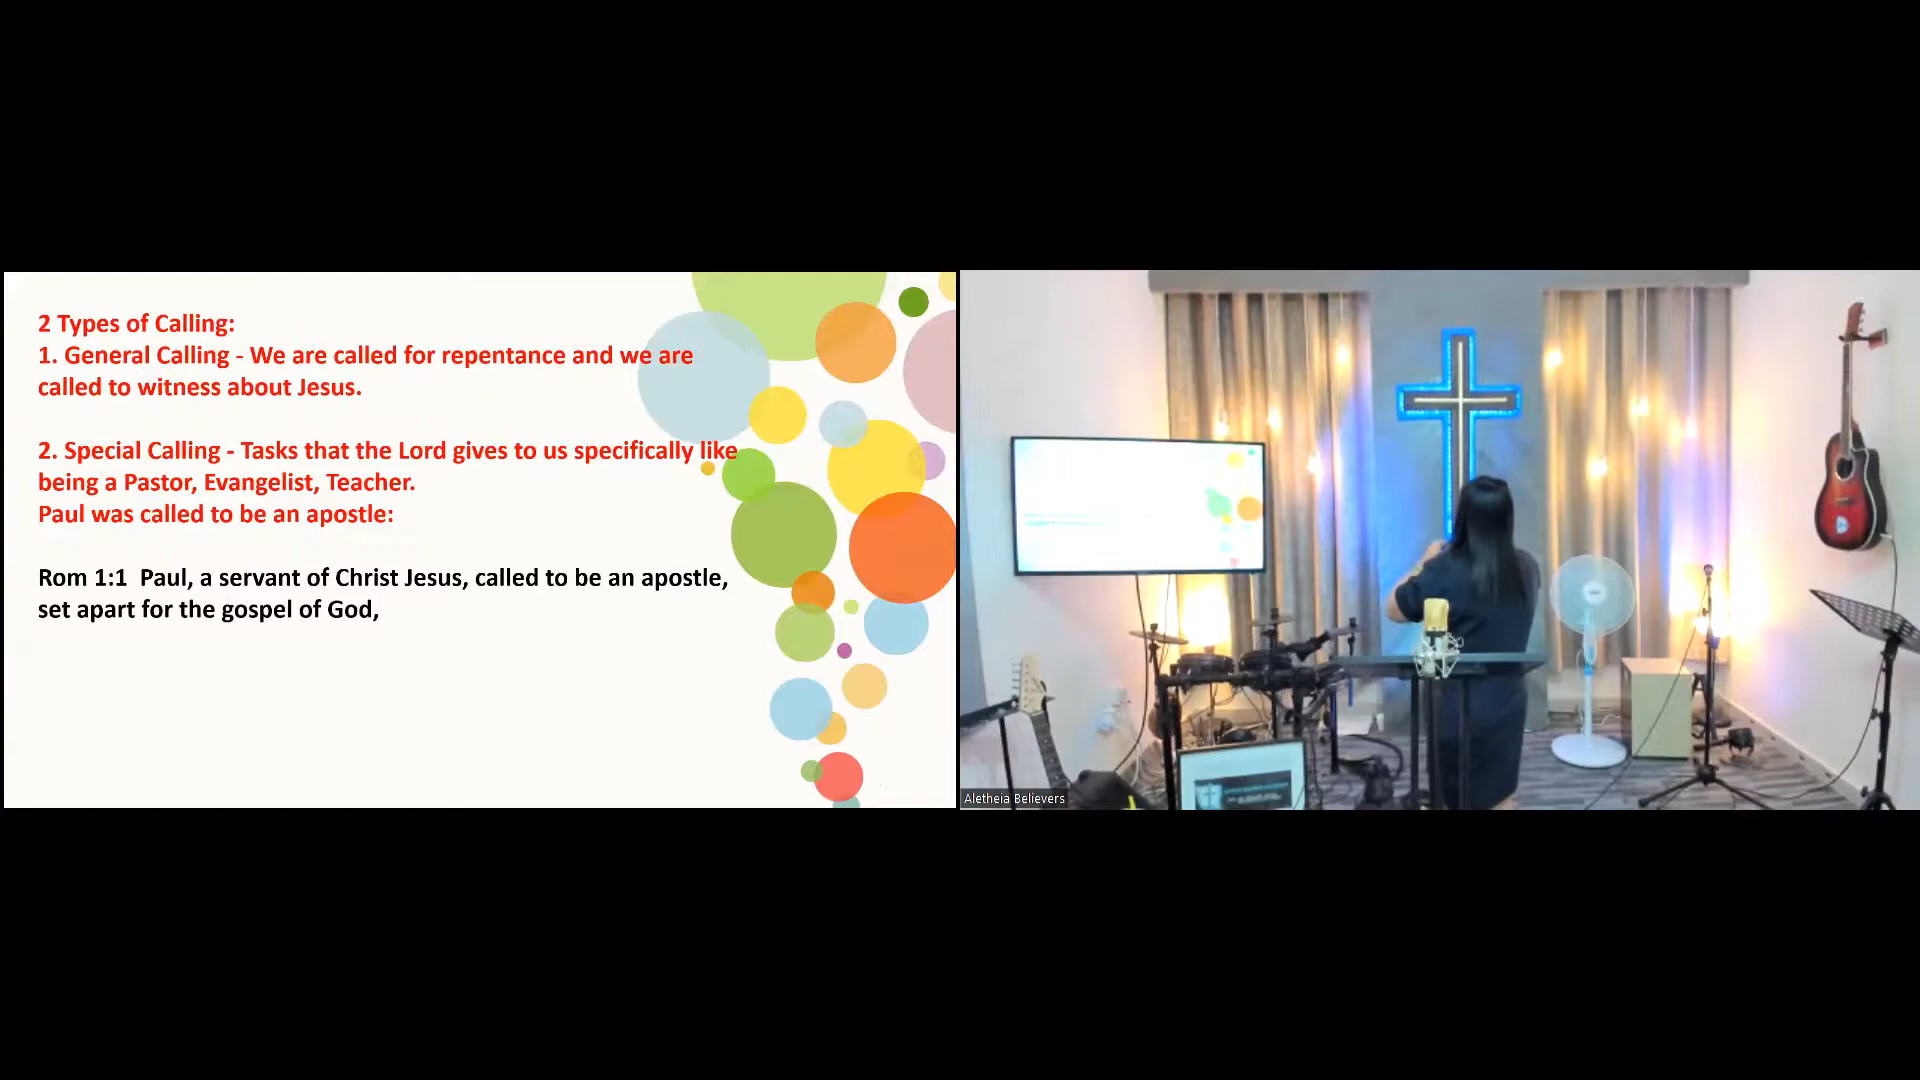 2 Types of Calling:
1. General Calling - We are called for repentance and we are
called to witness about Jesus.
2. Special Calling - Tasks that the Lord gives to us specifically like
being a Pastor, Evangelist, Teacher.
Paul was called to be an apostle:
Rom 1:1  Paul, a servant of Christ Jesus, called to be an apostle,
set apart for the gospel of God,
Aletheia Believers